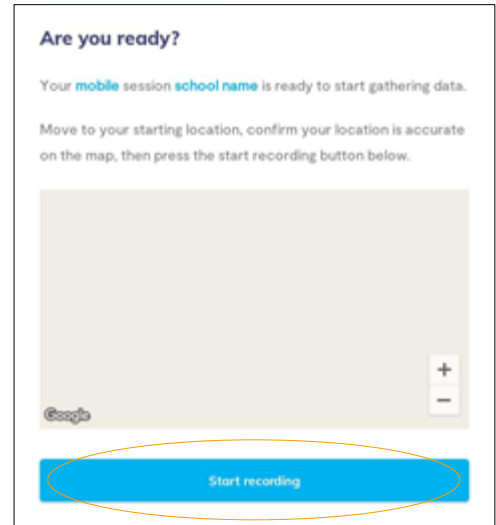 Are you ready?
Your mobile session school name is ready to start gathering data.
Move to your starting location, confirm your location is accurate
on the map, then press the start recording button below.
+
−
Google
Start recording